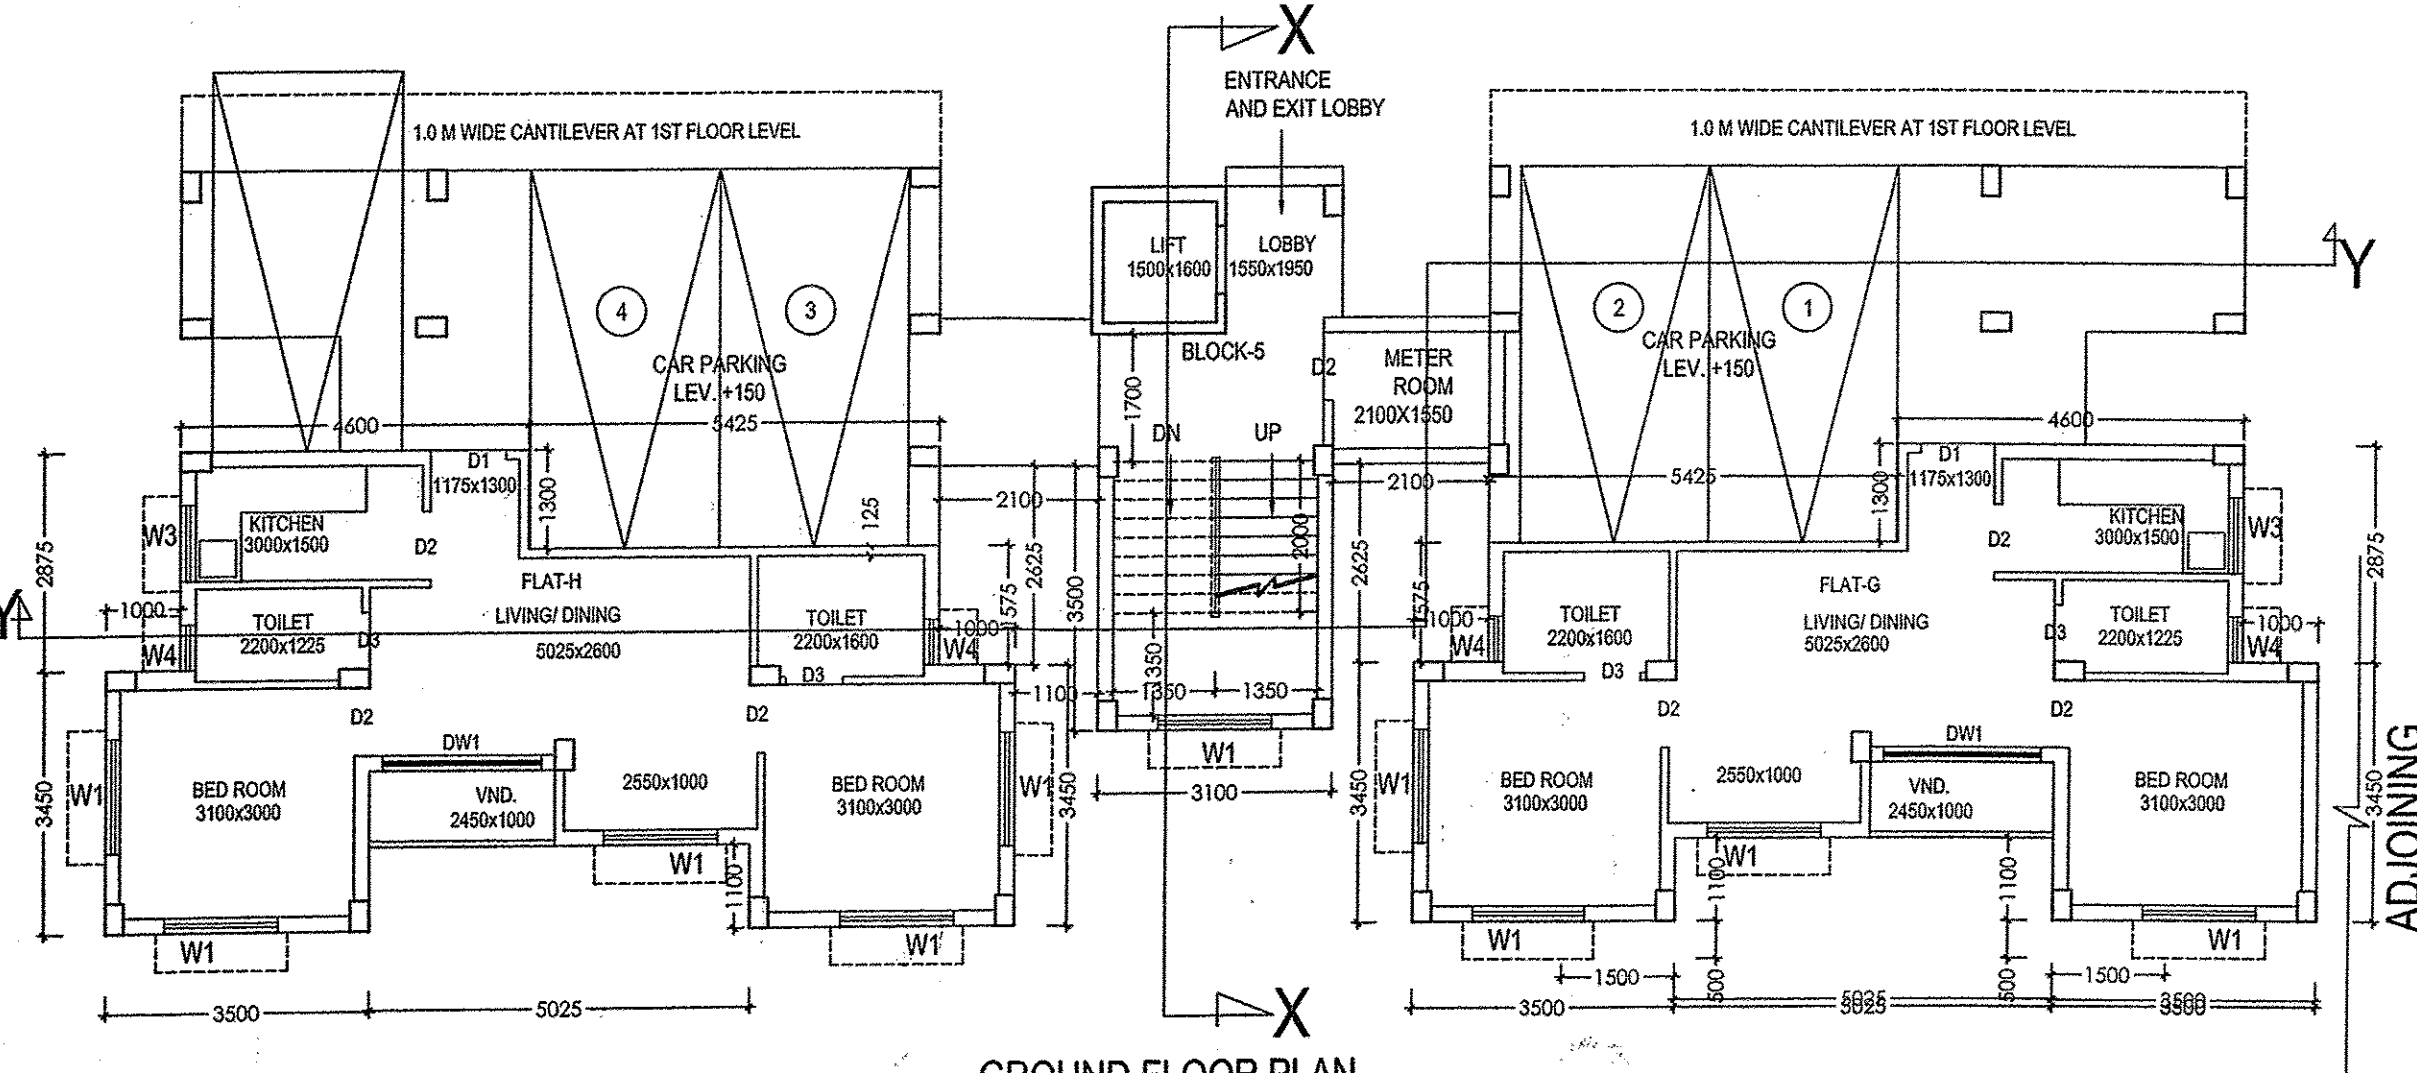 X
ENTRANCE
AND EXIT LOBBY
1.0 M WIDE CANTILEVER AT 1ST FLOOR LEVEL
1.0 M WIDE CANTILEVER AT 1ST FLOOR LEVEL
LIFT
1500x1600
LOBBY
1550x1950
Y
4
3
2
1
CAR PARKING
LEV. +150
CAR PARKING
LEV. +150
BLOCK-5
D2
METER
ROOM
2100X1550
1700
4600
5425
DN
UP
4600
5425
D1
1175x1300
1300
125
2100
2100
1300
D1
1175x1300
KITCHEN
3000x1500
W3
D2
2875
FLAT-H
LIVING/ DINING
5025x2600
TOILET
2200x1225
D3
W4
1000
Y
TOILET
2200x1600
D3
W4
1000
1575
2625
3500
2000
2625
1575
1000
W4
TOILET
2200x1600
D3
FLAT-G
LIVING/ DINING
5025x2600
D2
KITCHEN
3000x1500
W3
2875
TOILET
2200x1225
D3
W4
1000
1350
1350
1350
1100
W1
3100
D2
D2
D2
D2
DW1
DW1
3450
W1
BED ROOM
3100x3000
VND.
2450x1000
2550x1000
BED ROOM
3100x3000
W1
3450
3450
W1
BED ROOM
3100x3000
2550x1000
VND.
2450x1000
BED ROOM
3100x3000
3450
ADJOINING
W1
1100
W1
1100
1100
W1
W1
W1
W1
1500
500
500
1500
3500
5025
X
3500
5025
3500
GROUND FLOOR PLAN